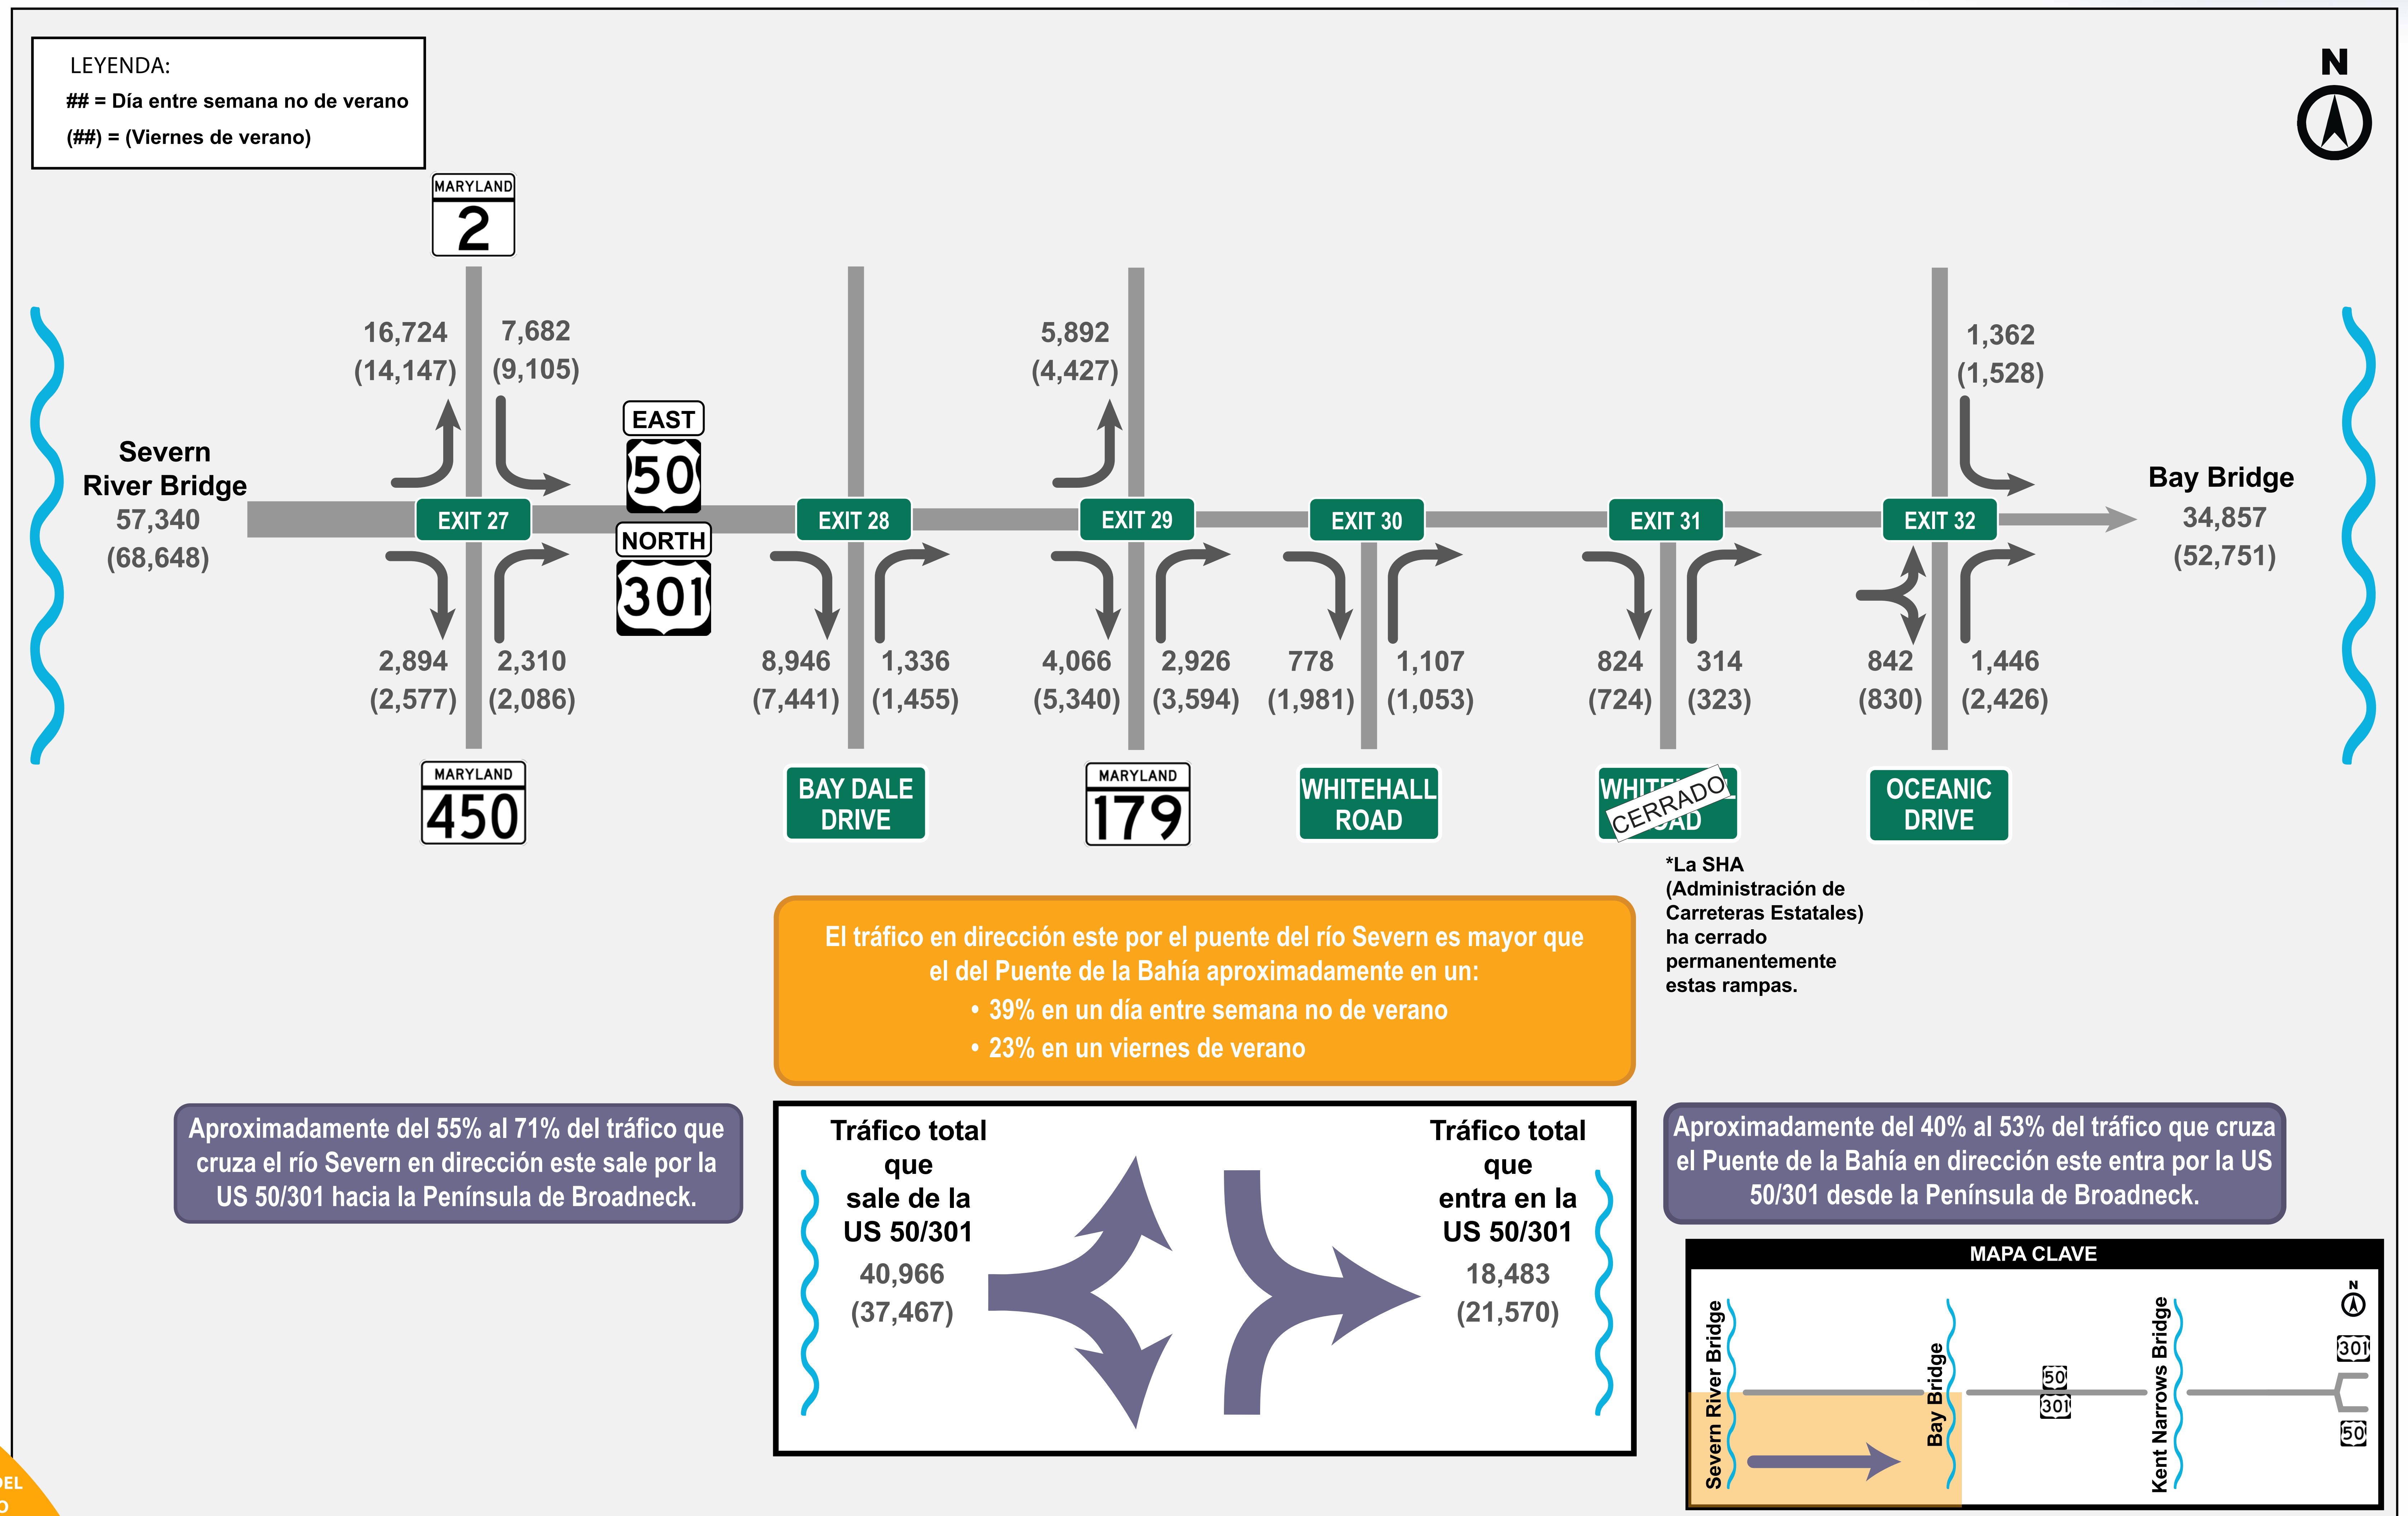 LEYENDA:
## = Día entre semana no de verano
(##) = (Viernes de verano)
N
MARYLAND
2
16,724
(14,147)
7,682
(9,105)
5,892
(4,427)
1,362
(1,528)
EAST
50
NORTH
301
Severn
River Bridge
57,340
(68,648)
EXIT 27
EXIT 28
EXIT 29
EXIT 30
EXIT 31
EXIT 32
Bay Bridge
34,857
(52,751)
2,894
(2,577)
2,310
(2,086)
8,946
(7,441)
1,336
(1,455)
4,066
(5,340)
2,926
(3,594)
778
(1,981)
1,107
(1,053)
824
(724)
314
(323)
842
(830)
1,446
(2,426)
MARYLAND
450
BAY DALE
DRIVE
MARYLAND
179
WHITEHALL
ROAD
CERRADO
OCEANIC
DRIVE
*La SHA
(Administración de
Carreteras Estatales)
ha cerrado
permanentemente
estas rampas.
El tráfico en dirección este por el puente del río Severn es mayor que
el del Puente de la Bahía aproximadamente en un:
• 39% en un día entre semana no de verano
• 23% en un viernes de verano
Aproximadamente del 55% al 71% del tráfico que
cruza el río Severn en dirección este sale por la
US 50/301 hacia la Península de Broadneck.
Tráfico total
que
sale de la
US 50/301
40,966
(37,467)
Tráfico total
que
entra en la
US 50/301
18,483
(21,570)
Aproximadamente del 40% al 53% del tráfico que cruza
el Puente de la Bahía en dirección este entra por la US
50/301 desde la Península de Broadneck.
MAPA CLAVE
Severn River Bridge
Bay Bridge
50
301
Kent Narrows Bridge
N
301
50